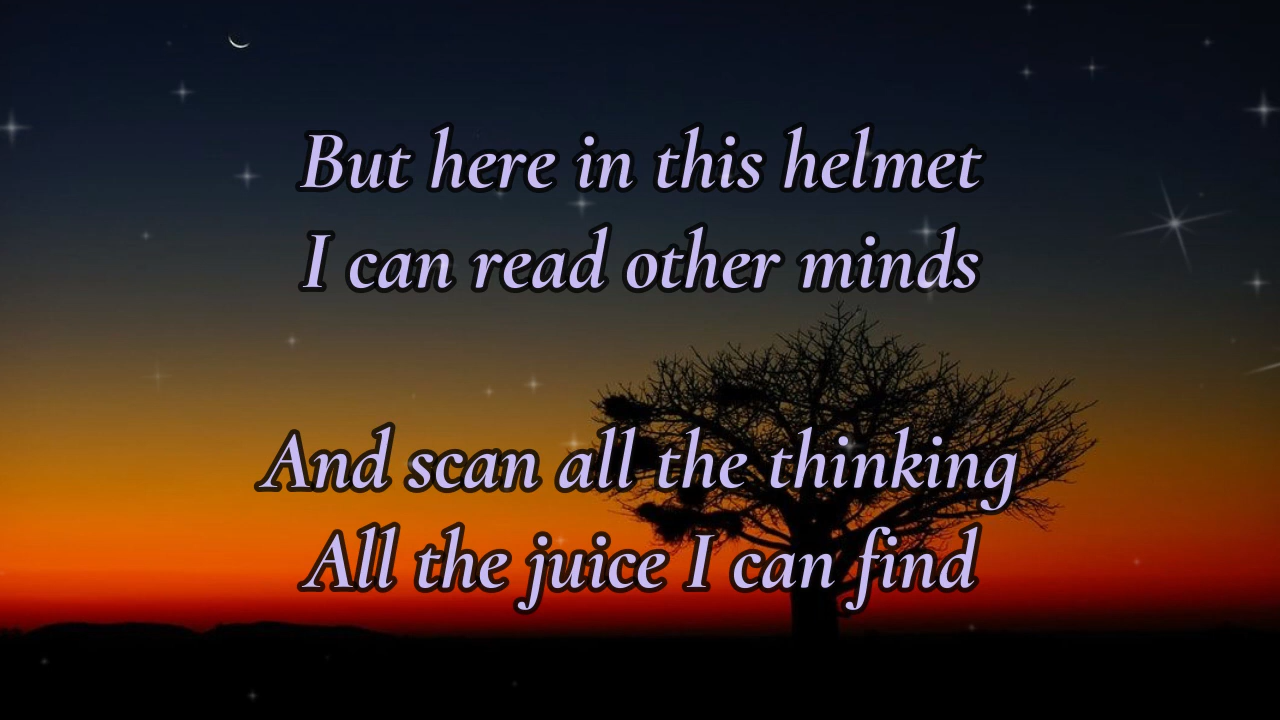 But here in this helmet
I can read other minds
And scan all the thinking
All the juice I can find